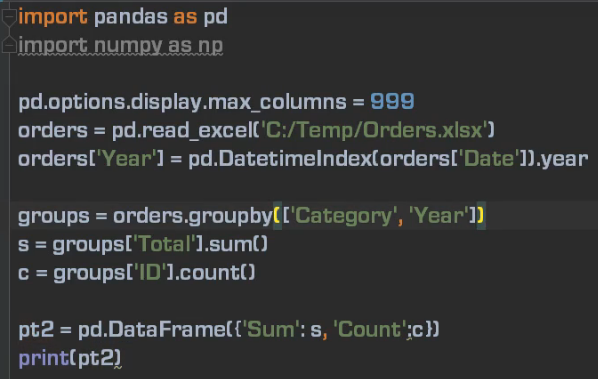 import pandas as pd
import numpy as np
pd.options.display.max_columns = 999
orders = pd.read_excel('C:/Temp/Orders.xlsx')
orders['Year'] = pd.DatetimeIndex(orders['Date']).year
groups = orders.groupby(['Category', 'Year'])
s = groups['Total'].sum()
c = groups['ID'].count()
pt2 = pd.DataFrame({'Sum': s, 'Count';c})
print(pt2)